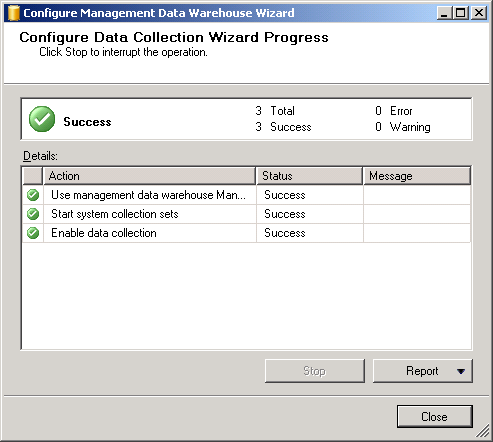 Configure Management Data Warehouse Wizard
Configure Data Collection Wizard Progress
Click Stop to interrupt the operation.
Success 3 Total 0 Error
3 Success 0 Warning
Details:
Action Status Message
Use management data warehouse Man... Success
Start system collection sets Success
Enable data collection Success
Stop Report
Close